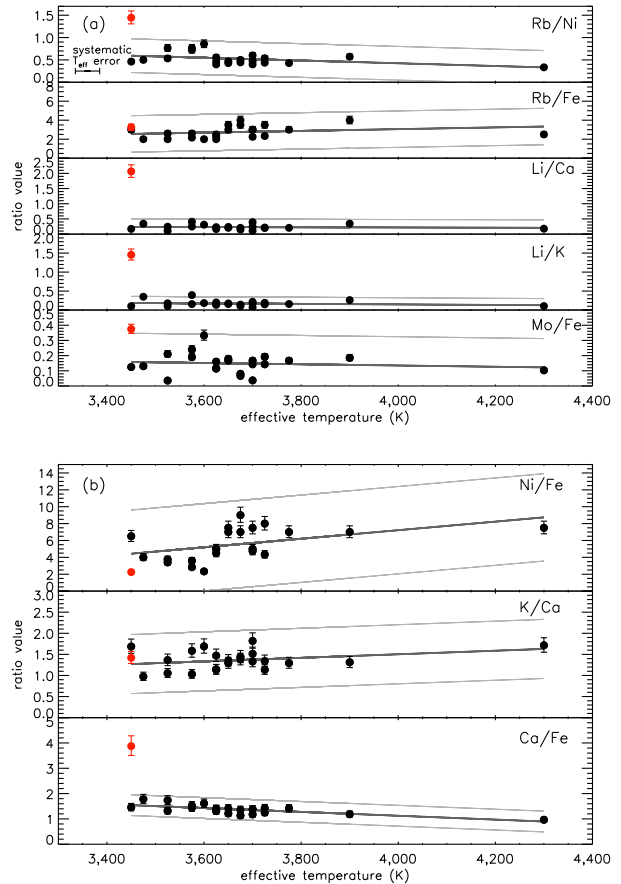 (a)
Rb/Ni
1.5
1.0
0.5
0.0
systematic
Teff error
Rb/Fe
8
6
4
2
0
Li/Ca
2.5
2.0
1.5
1.0
0.5
0.0
ratio value
Li/K
2.0
1.5
1.0
0.5
0.0
Mo/Fe
0.5
0.4
0.3
0.2
0.1
0.0
3,400 3,600 3,800 4,000 4,200 4,400
effective temperature (K)
(b)
Ni/Fe
14
12
10
8
6
4
2
0
K/Ca
3.0
2.5
2.0
1.5
1.0
0.5
0.0
ratio value
Ca/Fe
5
4
3
2
1
0
3,400 3,600 3,800 4,000 4,200 4,400
effective temperature (K)